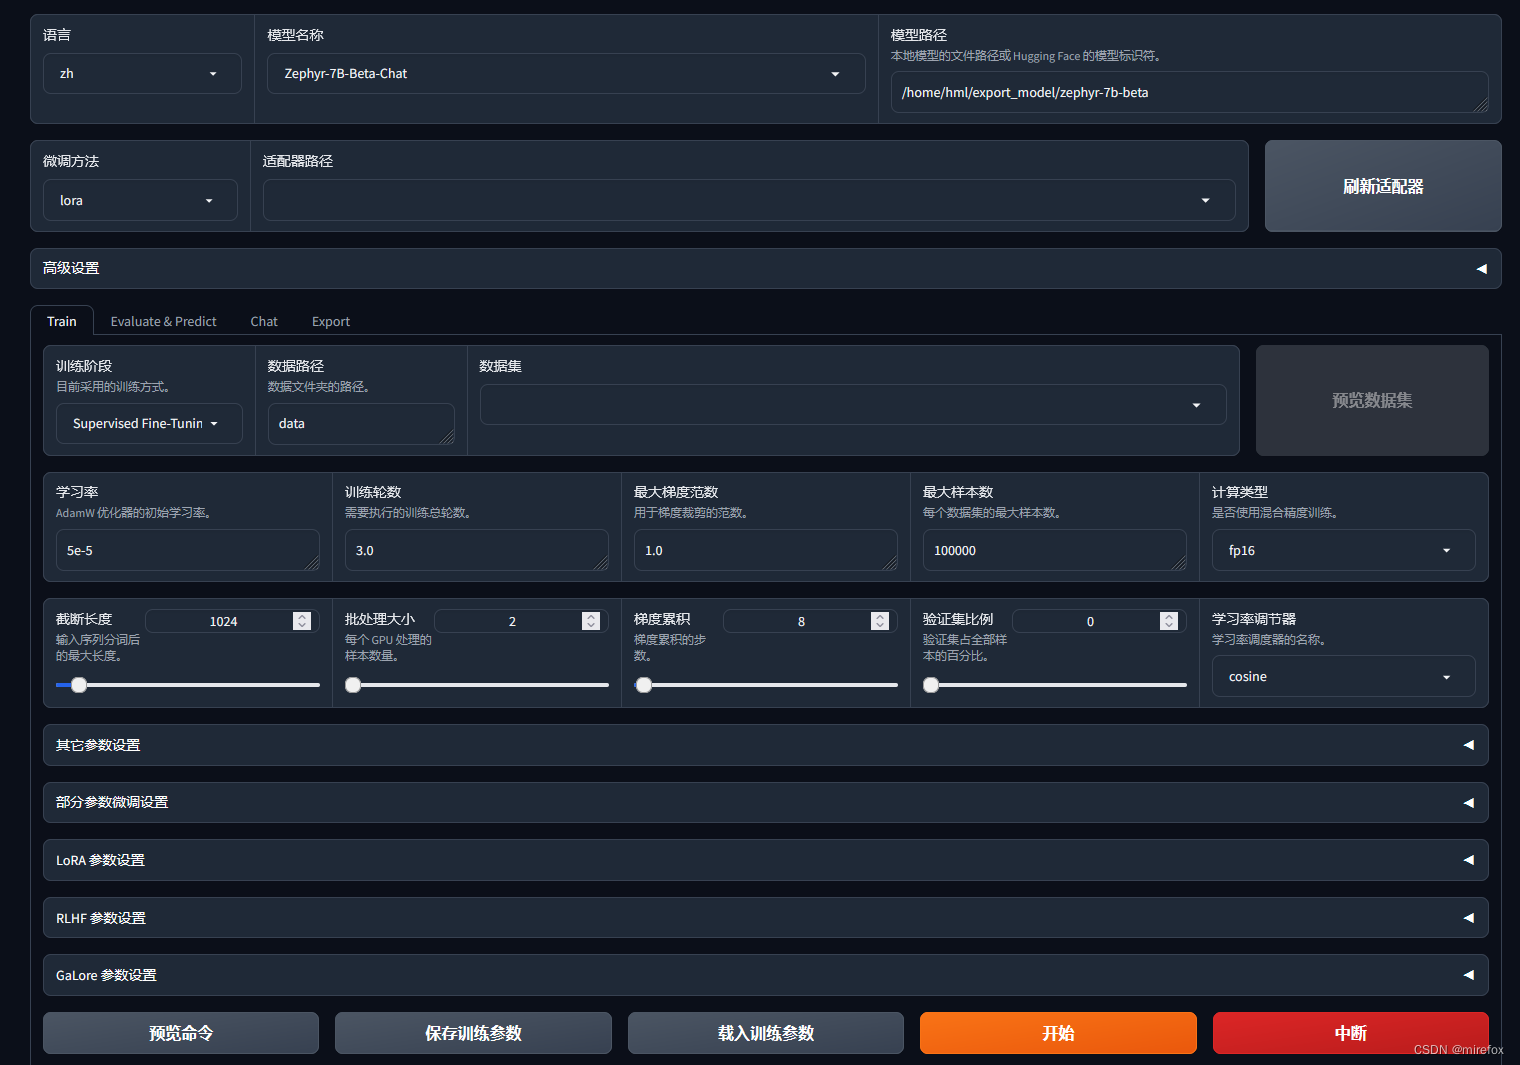 语言
zh
模型名称
Zephyr-7B-Beta-Chat
模型路径
本地模型的文件路径或 Hugging Face 的模型标识符。
/home/hml/export_model/zephyr-7b-beta
微调方法
lora
适配器路径
刷新适配器
高级设置
Train
Evaluate & Predict
Chat
Export
训练阶段
目前采用的训练方式。
Supervised Fine-Tunin
数据路径
数据文件夹的路径。
data
数据集
预览数据集
学习率
AdamW 优化器的初始学习率。
5e-5
训练轮数
需要执行的训练总轮数。
3.0
最大梯度范数
用于梯度裁剪的范数。
1.0
最大样本数
每个数据集的最大样本数。
100000
计算类型
是否使用混合精度训练。
fp16
截断长度
输入序列分词后
的最大长度。
1024
批处理大小
每个 GPU 处理的
样本数量。
2
梯度累积
梯度累积的步
数。
8
验证集比例
验证集占全部样
本的百分比。
0
学习率调节器
学习率调度器的名称。
cosine
其它参数设置
部分参数微调设置
LoRA 参数设置
RLHF 参数设置
GaLore 参数设置
预览命令
保存训练参数
载入训练参数
开始
中断
CSDN @mirefox